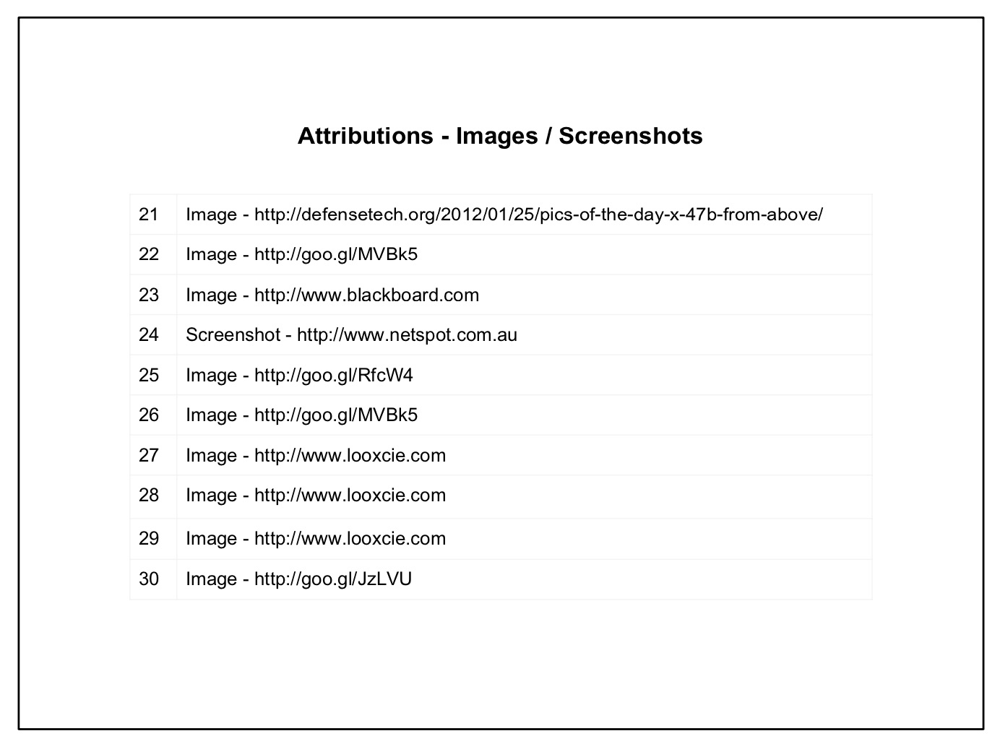 Attributions - Images / Screenshots
21 Image - http://defensetech.org/2012/01/25/pics-of-the-day-x-47b-from-above/
22 Image - http://goo.gl/MVBk5
23 Image - http://www.blackboard.com
24 Screenshot - http://www.netspot.com.au
25 Image - http://goo.gl/RfcW4
26 Image - http://goo.gl/MVBk5
27 Image - http://www.looxcie.com
28 Image - http://www.looxcie.com
29 Image - http://www.looxcie.com
30 Image - http://goo.gl/JzLVU